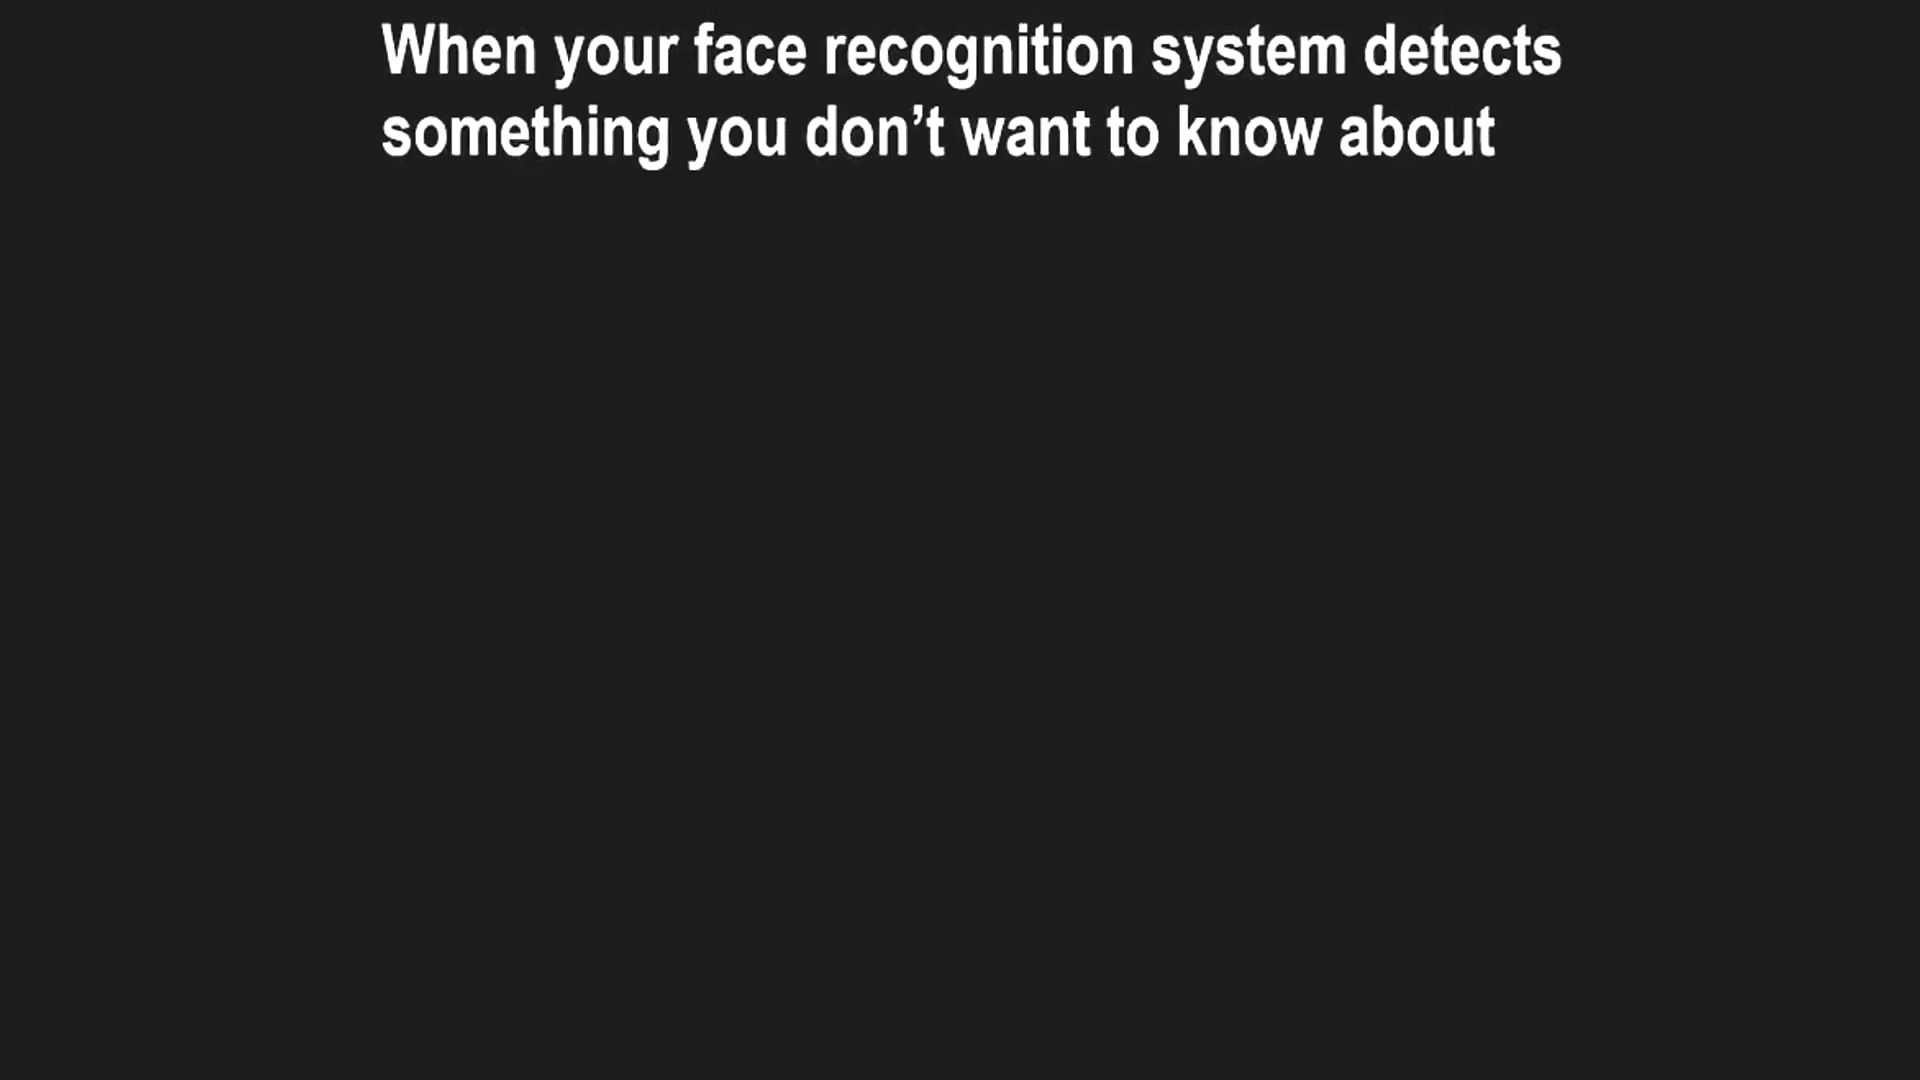 When your face recognition system detects
something you don’t want to know about